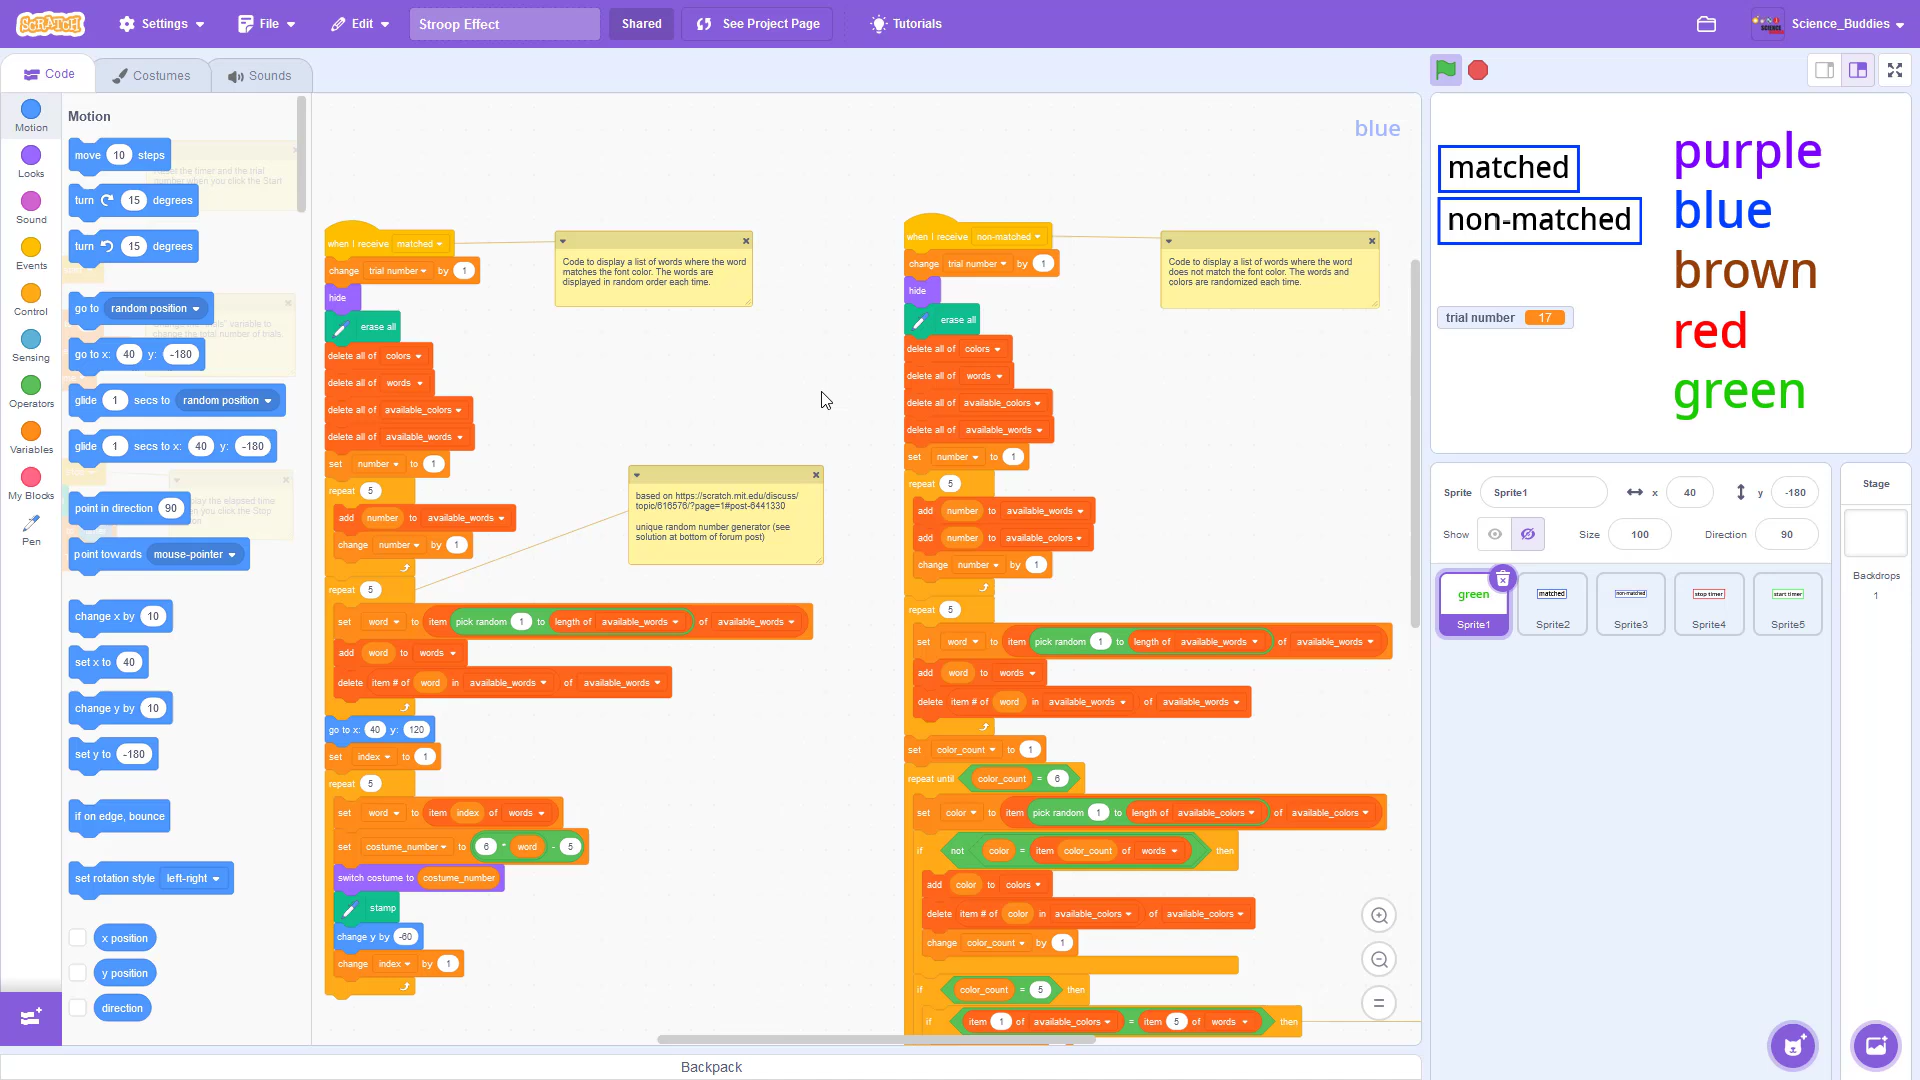 SCRATCH
Settings
File
Edit
Stroop Effect
Shared
See Project Page
Tutorials
Science_Buddies
Code
Costumes
Sounds
Motion
Looks
Sound
Events
Control
Sensing
Operators
Variables
My Blocks
Pen
Motion
move 10 steps
turn 15 degrees
turn 15 degrees
go to random position
go to x: 40 y: -180
glide 1 secs to random position
glide 1 secs to x: 40 y: -180
point in direction 90
point towards mouse-pointer
change x by 10
set x to 40
change y by 10
set y to -180
if on edge, bounce
set rotation style left-right
x position
y position
direction
blue
when I receive matched
change trial number by 1
hide
erase all
delete all of colors
delete all of words
delete all of available_colors
delete all of available_words
set number to 1
repeat 5
add number to available_words
change number by 1
repeat 5
set word to item pick random 1 to length of available_words of available_words
add word to words
delete item # of word in available_words of available_words
go to x: 40 y: 120
set index to 1
repeat 5
set word to item index of words
set costume_number to 6 * word - 5
switch costume to costume_number
stamp
change y by -60
change index by 1
Code to display a list of words where the word
matches the font color. The words are
displayed in random order each time.
based on https://scratch.mit.edu/discuss/
topic/616576/?page=1#post-6441330
unique random number generator (see
solution at bottom of forum post)
when I receive non-matched
change trial number by 1
hide
erase all
delete all of colors
delete all of words
delete all of available_colors
delete all of available_words
set number to 1
repeat 5
add number to available_words
add number to available_colors
change number by 1
repeat 5
set word to item pick random 1 to length of available_words of available_words
add word to words
delete item # of word in available_words of available_words
set color_count to 1
repeat until color_count = 6
set color to item pick random 1 to length of available_colors of available_colors
if not color = item color_count of words then
add color to colors
delete item # of color in available_colors of available_colors
change color_count by 1
if color_count = 5 then
if item 1 of available_colors = item 5 of words then
Code to display a list of words where the word
does not match the font color. The words and
colors are randomized each time.
Backpack
matched
non-matched
trial number 17
purple
blue
brown
red
green
Sprite Sprite1 x 40 y -180
Show Size 100 Direction 90
green
Sprite1
matched
Sprite2
non-matched
Sprite3
stop timer
Sprite4
start timer
Sprite5
Stage
Backdrops
1